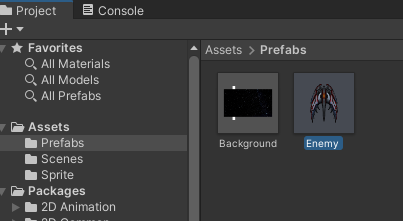 Project
Console
Favorites
All Materials
All Models
All Prefabs
Assets
Prefabs
Scenes
Sprite
Packages
2D Animation
2D Common
Assets > Prefabs
Background
Enemy